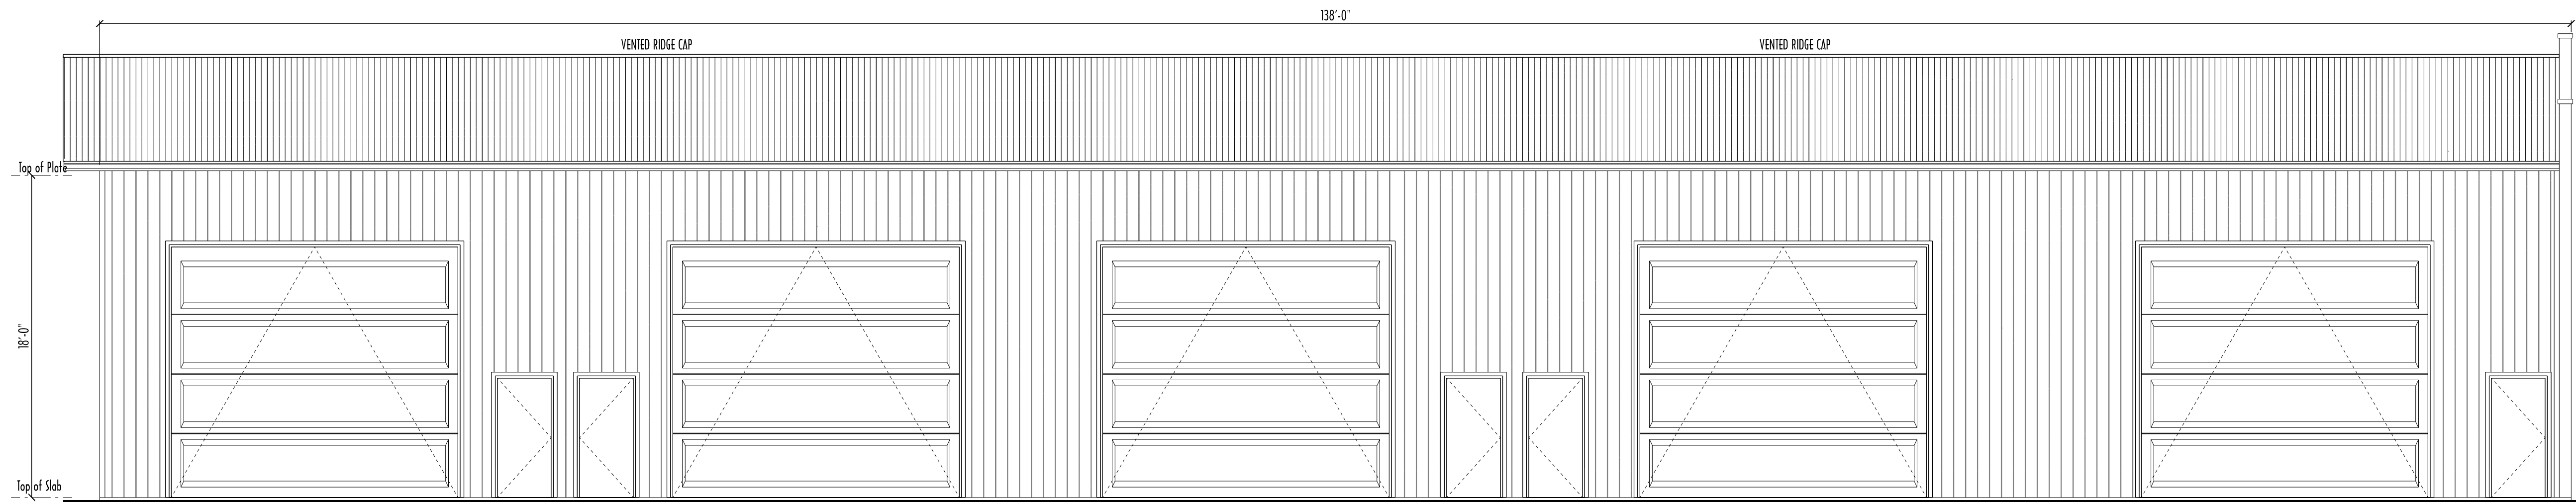 138'-0"
VENTED RIDGE CAP
VENTED RIDGE CAP
Top of Plate
18'-0"
Top of Slab